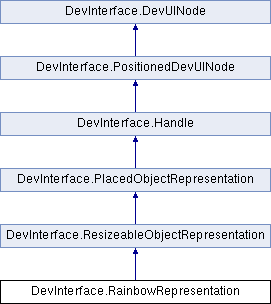 DevInterface.DevUINode
DevInterface.PositionedDevUINode
DevInterface.Handle
DevInterface.PlacedObjectRepresentation
DevInterface.ResizeableObjectRepresentation
DevInterface.RainbowRepresentation